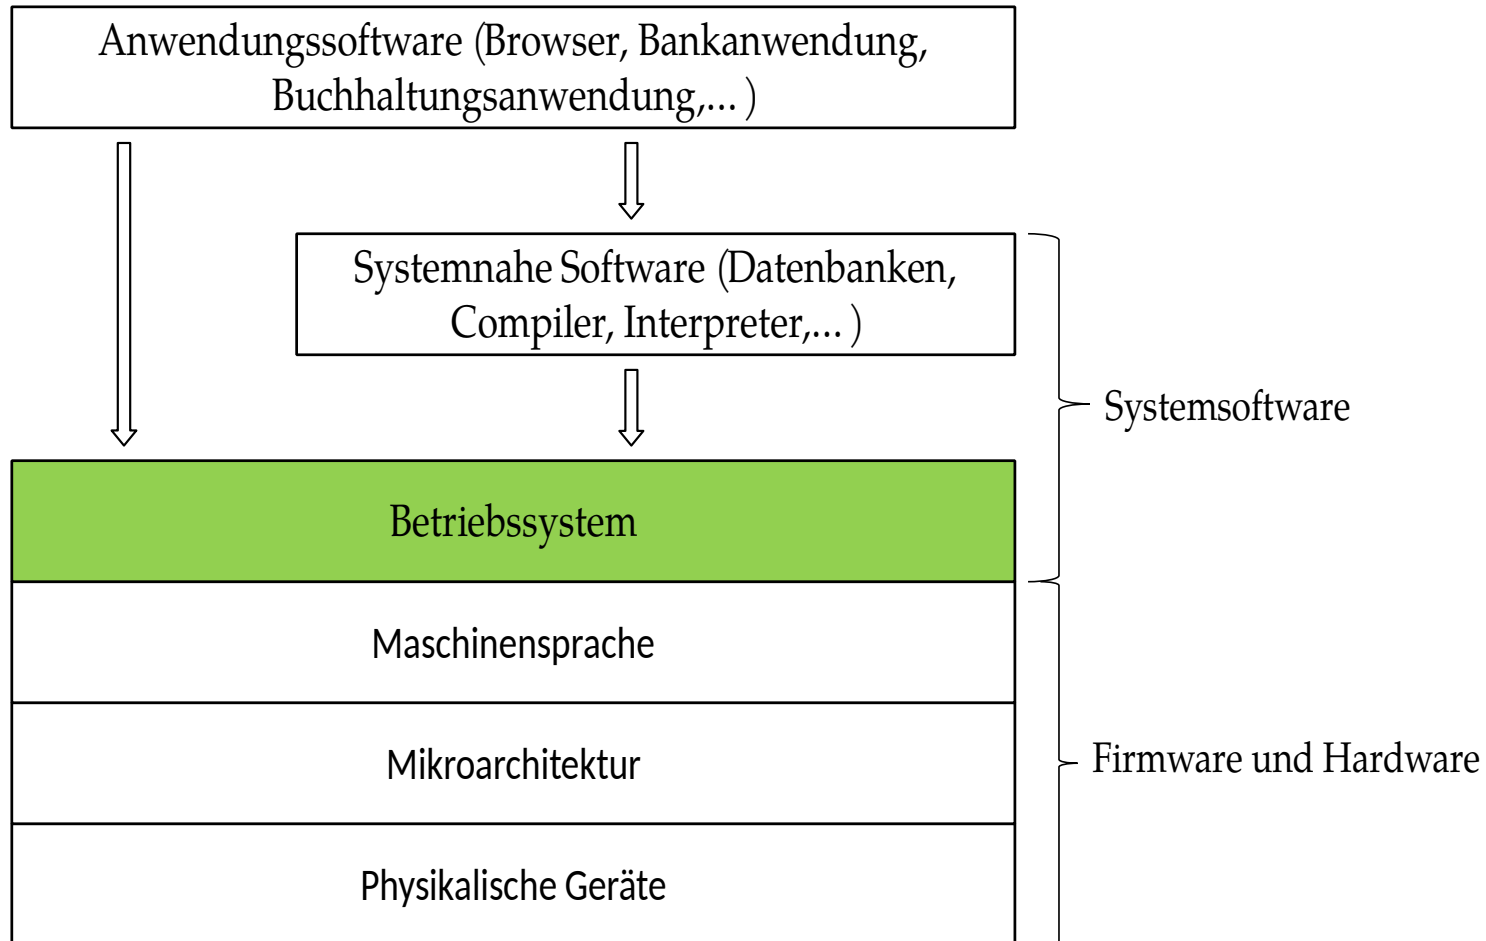 Anwendungssoftware (Browser, Bankanwendung,
Buchhaltungsanwendung,... )
Systemnahe Software (Datenbanken,
Compiler, Interpreter,... )
Systemsoftware
Betriebssystem
Maschinensprache
Mikroarchitektur
Firmware und Hardware
Physikalische Geräte